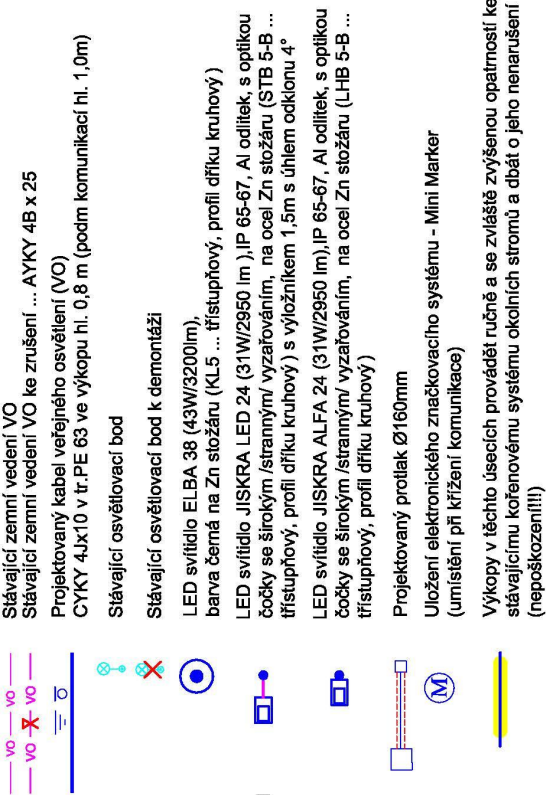 VO VO Stávající zemní vedení VO
VO VO Stávající zemní vedení VO ke zrušení ... AYKY 4B x 25
Projektovaný kabel veřejného osvětlení (VO)
CYKY 4Jx10 v tr.PE 63 ve výkopu hl. 0,8 m (podm komunikací hl. 1,0m)
Stávající osvětlovací bod
Stávající osvětlovací bod k demontáži
LED svítidlo ELBA 38 (43W/3200lm),
barva černá na Zn stožáru (KL5 ... třístupňový, profil dříku kruhový )
LED svítidlo JISKRA LED 24 (31W/2950 lm ),IP 65-67, Al odlitek, s optikou
čočky se širokým /stranným/ vyzařováním, na ocel Zn stožáru (STB 5-B ...
třístupňový, profil dříku kruhový ) s výložníkem 1,5m s úhlem odklonu 4°
LED svítidlo JISKRA ALFA 24 (31W/2950 lm),IP 65-67, Al odlitek, s optikou
čočky se širokým /stranným/ vyzařováním, na ocel Zn stožáru (LHB 5-B ...
třístupňový, profil dříku kruhový )
Projektovaný protlak Ø160mm
M Uložení elektronického značkovacího systému - Mini Marker
(umístění při křížení komunikace)
Výkopy v těchto úsecích provádět ručně a se zvláště zvýšenou opatrností ke
stávajícímu kořenovému systému okolních stromů a dbát o jeho nenarušení
(nepoškození!!!)